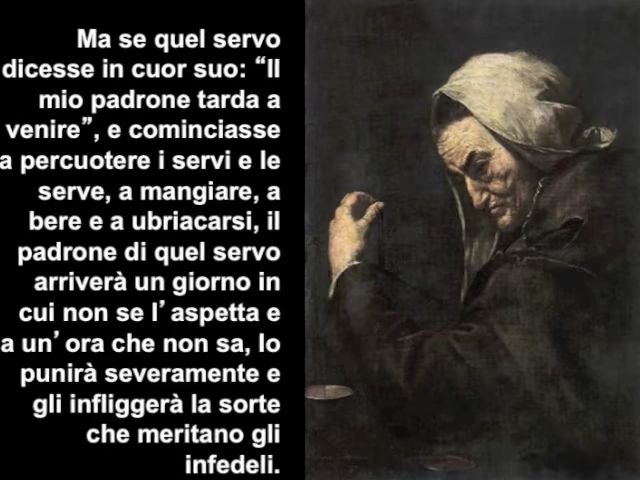 Ma se quel servo
dicesse in cuor suo: “Il
mio padrone tarda a
venire”, e cominciasse
a percuotere i servi e le
serve, a mangiare, a
bere e a ubriacarsi, il
padrone di quel servo
arriverà un giorno in
cui non se l’aspetta e
a un’ora che non sa, lo
punirà severamente e
gli infliggerà la sorte
che meritano gli
infedeli.